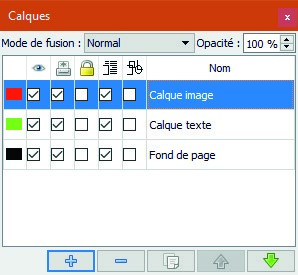 Calques
Mode de fusion : Normal Opacité : 100 %
Nom
Calque image
Calque texte
Fond de page